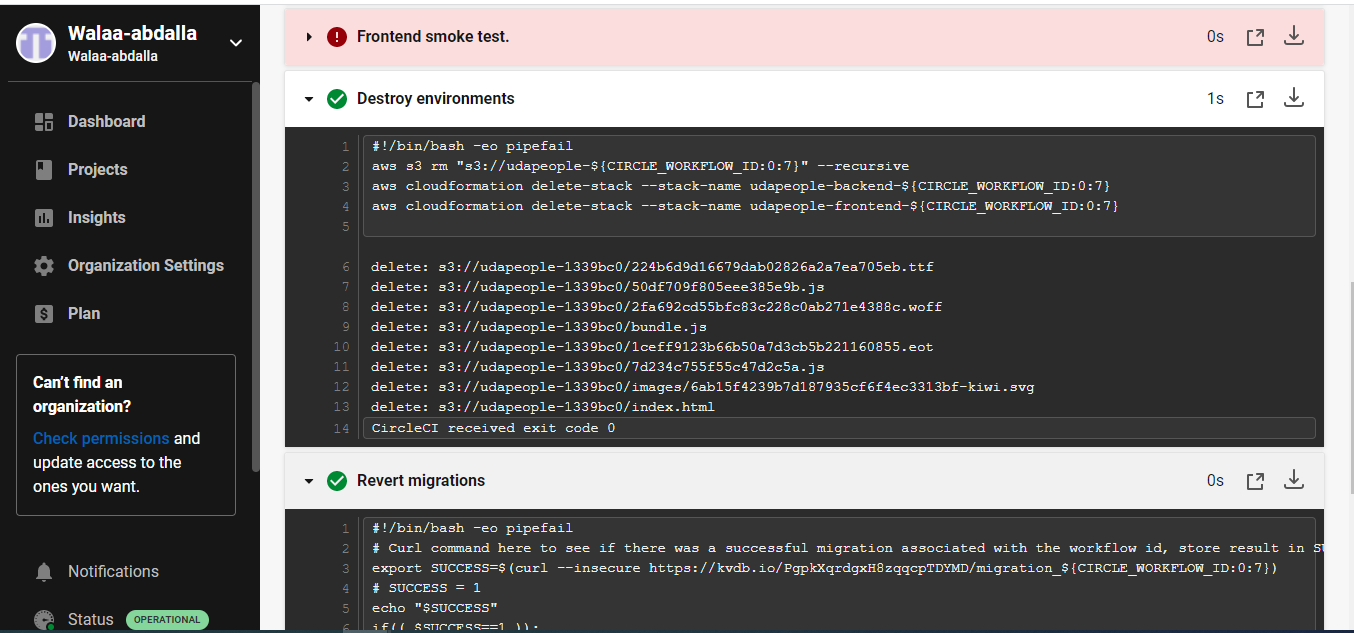 Walaa-abdalla
Walaa-abdalla
Dashboard
Projects
Insights
Organization Settings
Plan
Can't find an
organization?
Check permissions and
update access to the
ones you want.
Notifications
Status OPERATIONAL
Frontend smoke test. 0s
Destroy environments 1s
1 #!/bin/bash -eo pipefail
2 aws s3 rm "s3://udapeople-${CIRCLE_WORKFLOW_ID:0:7}" --recursive
3 aws cloudformation delete-stack --stack-name udapeople-backend-${CIRCLE_WORKFLOW_ID:0:7}
4 aws cloudformation delete-stack --stack-name udapeople-frontend-${CIRCLE_WORKFLOW_ID:0:7}
5
6 delete: s3://udapeople-1339bc0/224b6d9d16679dab02826a2a7ea705eb.ttf
7 delete: s3://udapeople-1339bc0/50df709f805eee385e9b.js
8 delete: s3://udapeople-1339bc0/2fa692cd55bfc83c228c0ab271e4388c.woff
9 delete: s3://udapeople-1339bc0/bundle.js
10 delete: s3://udapeople-1339bc0/1ceff9123b66b50a7d3cb5b221160855.eot
11 delete: s3://udapeople-1339bc0/7d234c755f55c47d2c5a.js
12 delete: s3://udapeople-1339bc0/images/6ab15f4239b7d187935cf6f4ec3313bf-kiwi.svg
13 delete: s3://udapeople-1339bc0/index.html
14 CircleCI received exit code 0
Revert migrations 0s
1 #!/bin/bash -eo pipefail
2 # Curl command here to see if there was a successful migration associated with the workflow id, store result in
3 export SUCCESS=$(curl --insecure https://kvdb.io/PgpkXqrdgxH8zqqcpTDYMD/migration_${CIRCLE_WORKFLOW_ID:0:7})
4 # SUCCESS = 1
5 echo "$SUCCESS"
6 if(( $SUCCESS==1 ));